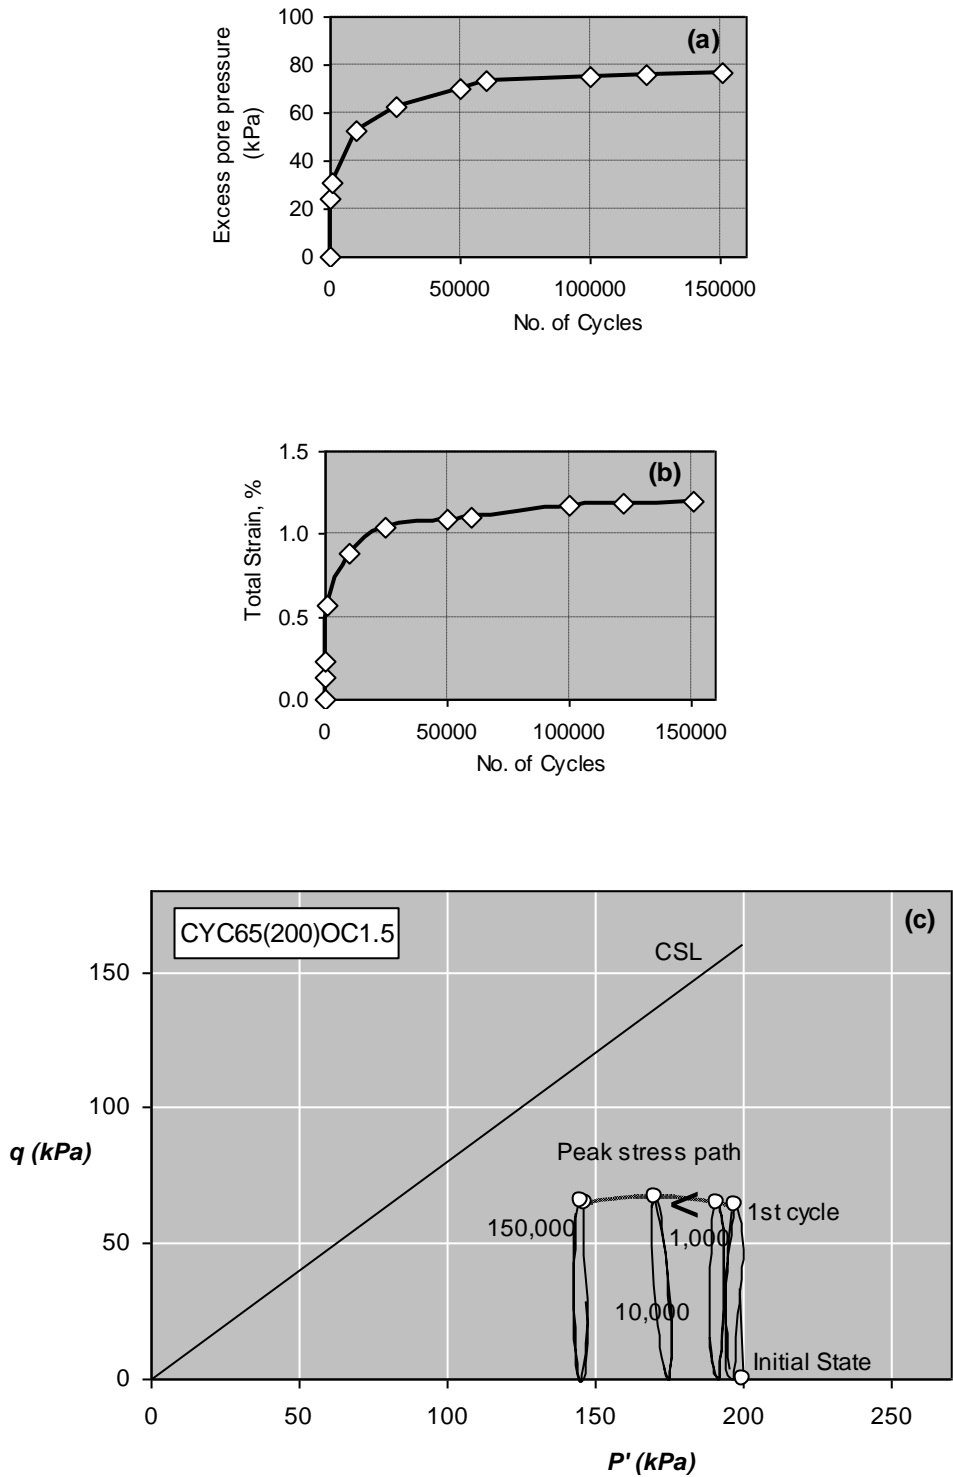 (a)
100
80
60
40
20
0
Excess pore pressure
(kPa)
0 50000 100000 150000
No. of Cycles
(b)
1.5
1.0
0.5
0.0
Total Strain, %
0 50000 100000 150000
No. of Cycles
(c)
CYC65(200)OC1.5
CSL
150
100
q (kPa)
Peak stress path
1st cycle
150,000
1,000
50
10,000
Initial State
0
0 50 100 150 200 250
P' (kPa)